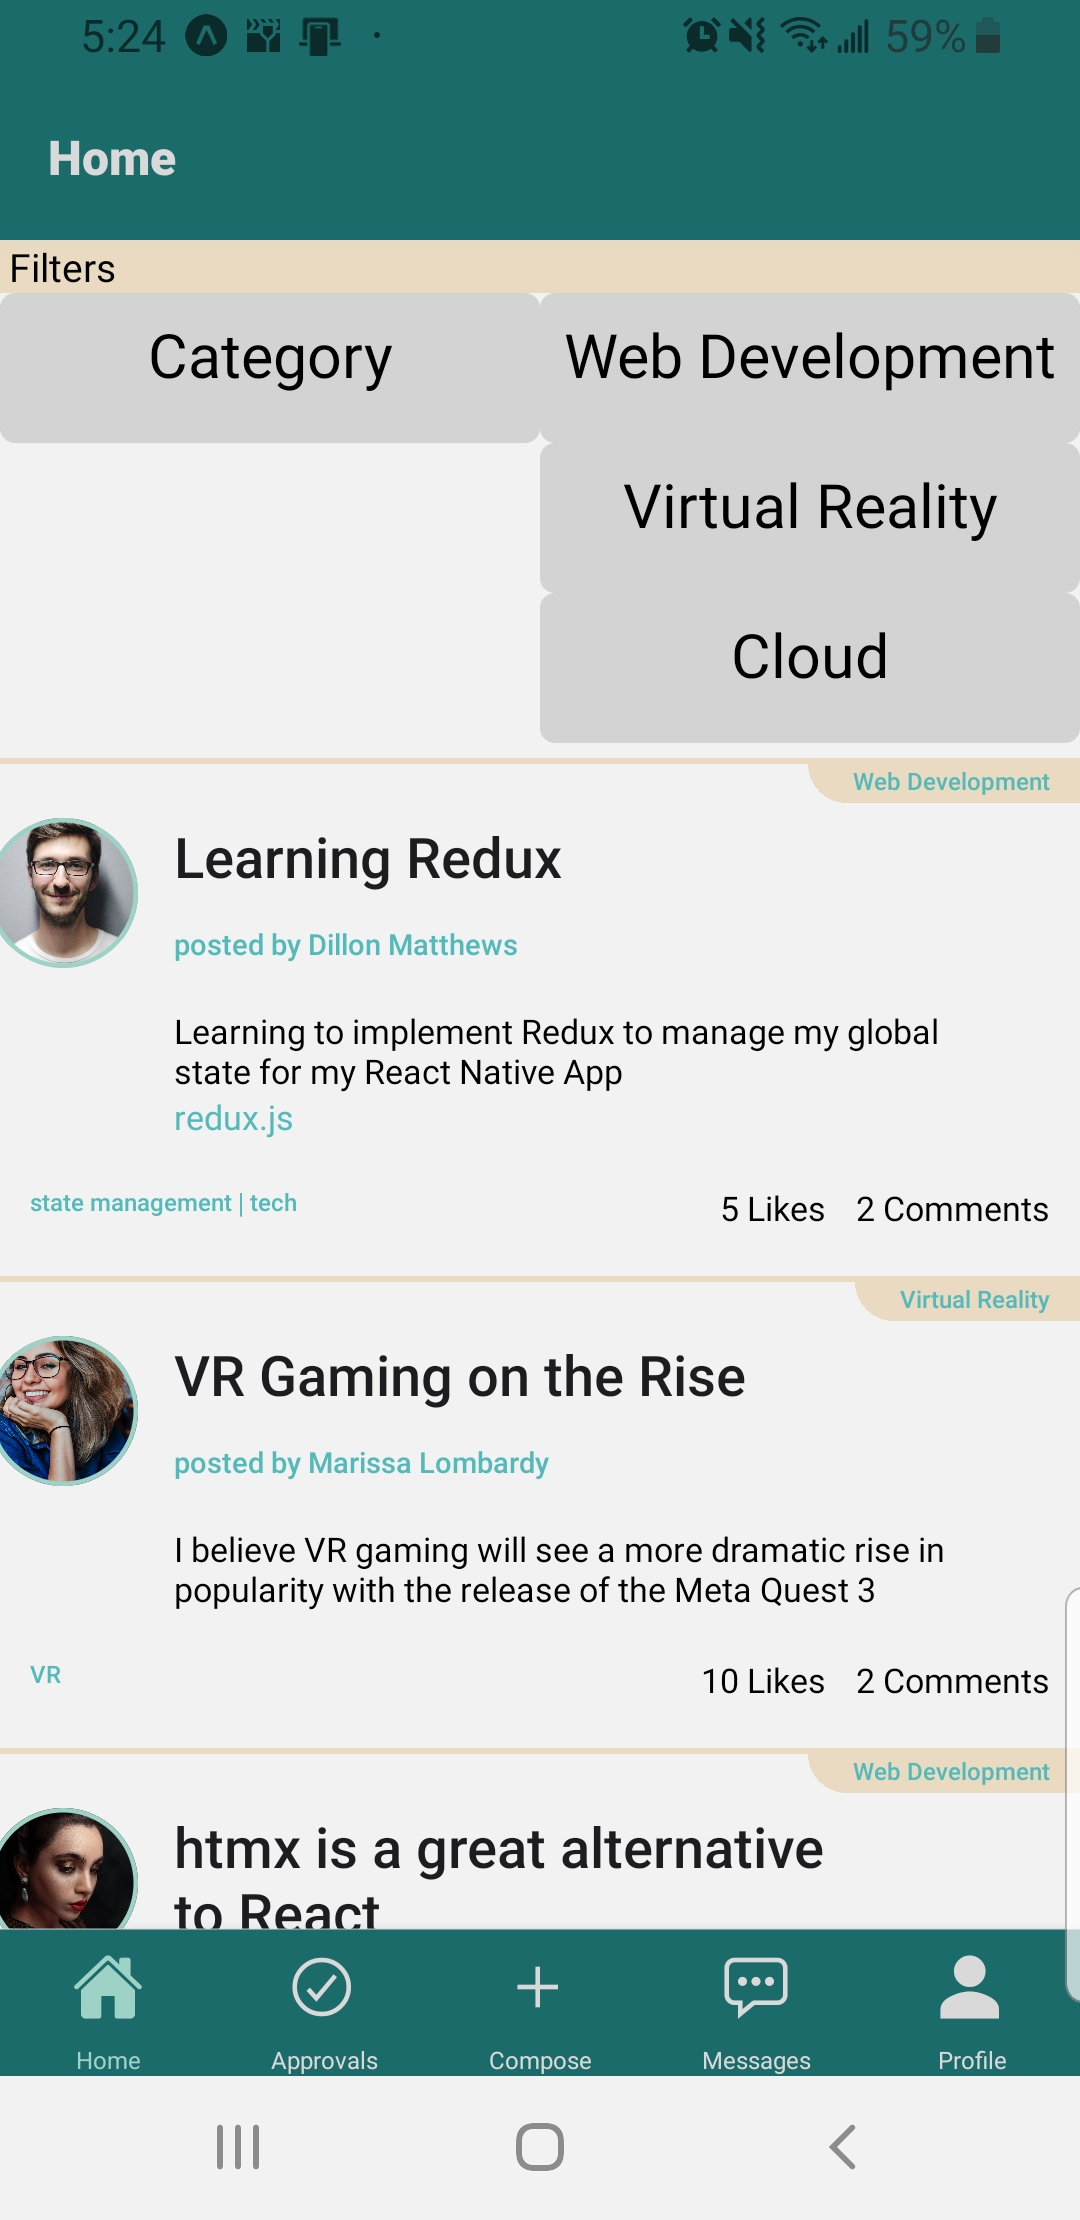 5:24
59%
Home
Filters
Category
Web Development
Virtual Reality
Cloud
Web Development
Learning Redux
posted by Dillon Matthews
Learning to implement Redux to manage my global
state for my React Native App
redux.js
state management | tech
5 Likes 2 Comments
Virtual Reality
VR Gaming on the Rise
posted by Marissa Lombardy
I believe VR gaming will see a more dramatic rise in
popularity with the release of the Meta Quest 3
VR
10 Likes 2 Comments
Web Development
htmx is a great alternative
to React
Home Approvals Compose Messages Profile